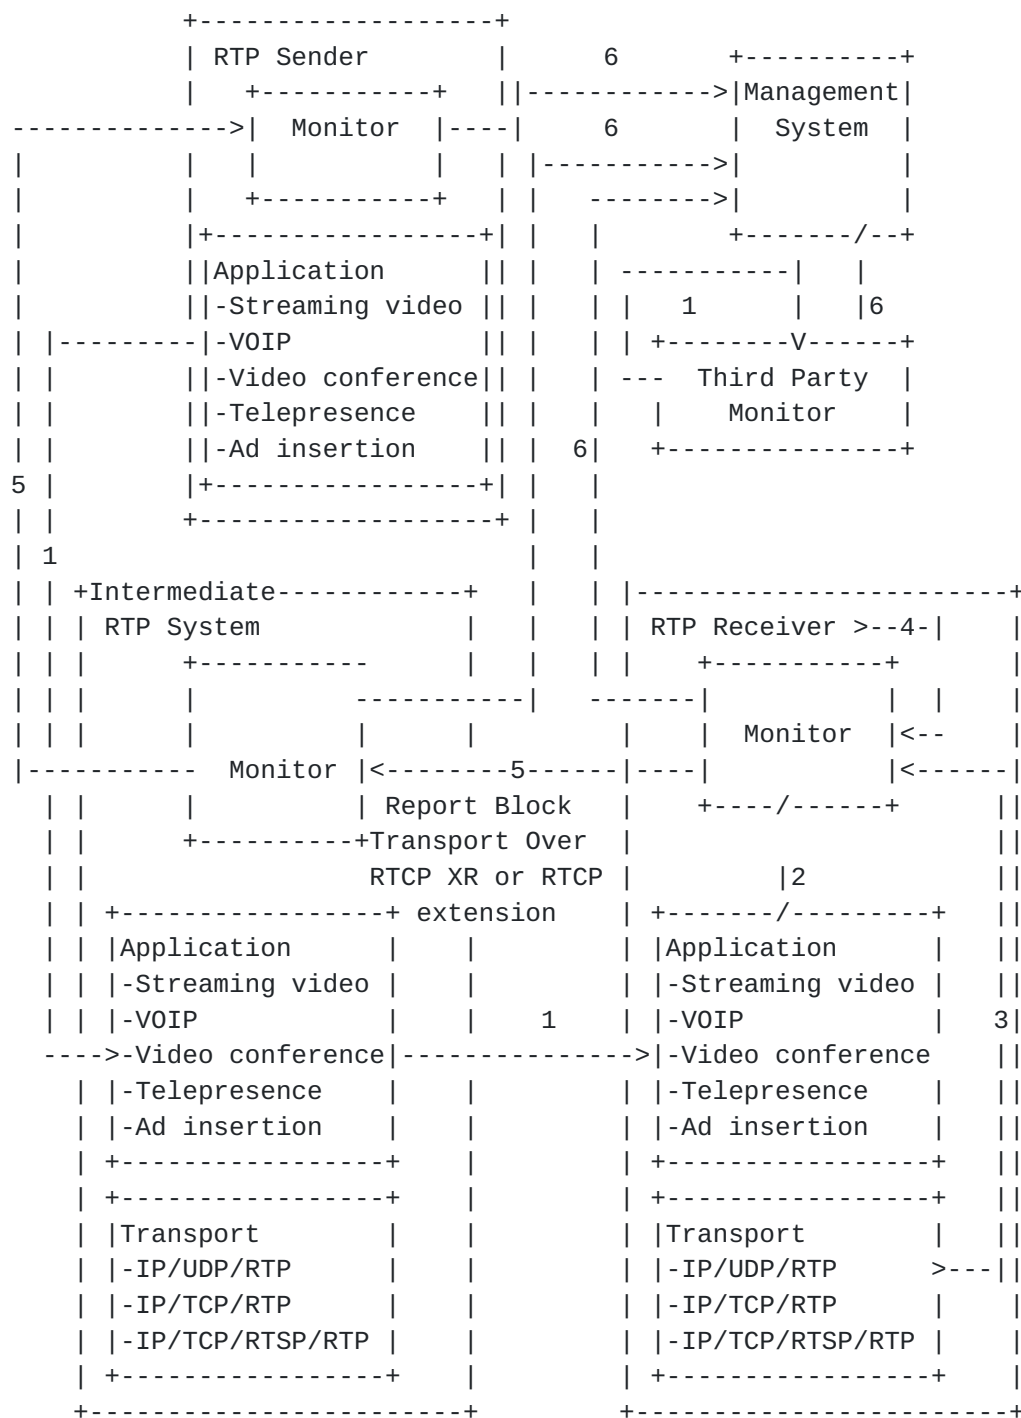 +-------------------+
           | RTP Sender        |      6       +----------+
           |   +-----------+   ||------------>|Management|
-------------->|  Monitor  |----|     6       |  System  |
|          |   |           |   | |----------->|          |
|          |   +-----------+   | |   -------->|          |
|          |+-----------------+| |   |        +-------/--+
|          ||Application      || |   | -----------|   |
|          ||-Streaming video || |   | |   1      |   |6
| |---------|-VOIP            || |   | | +--------V------+
| |        ||-Video conference|| |   | ---  Third Party  |
| |        ||-Telepresence    || |   |   |    Monitor    |
| |        ||-Ad insertion    || |  6|   +---------------+
5 |        |+-----------------+| |   |
| |        +-------------------+ |   |
| 1                              |   |
| | +Intermediate------------+   |   | |------------------------+
| | | RTP System             |   |   | | RTP Receiver >--4-|    |
| | |      +-----------      |   |   | |    +-----------+       |
| | |      |          -----------|   -------|           | |    |
| | |      |          |      |         |    |  Monitor  |<--    |
|-----------  Monitor |<--------5------|----|           |<------|
  | |      |          | Report Block   |    +----/------+      ||
  | |      +----------+Transport Over  |                       ||
  | |                  RTCP XR or RTCP |         |2            ||
  | | +-----------------+ extension    | +-------/---------+   ||
  | | |Application      |    |         | |Application      |   ||
  | | |-Streaming video |    |         | |-Streaming video |   ||
  | | |-VOIP            |    |    1    | |-VOIP            |   3|
  ---->-Video conference|--------------->|-Video conference    ||
    | |-Telepresence    |    |         | |-Telepresence    |   ||
    | |-Ad insertion    |    |         | |-Ad insertion    |   ||
    | +-----------------+    |         | +-----------------+   ||
    | +-----------------+    |         | +-----------------+   ||
    | |Transport        |    |         | |Transport        |   ||
    | |-IP/UDP/RTP      |    |         | |-IP/UDP/RTP      >---||
    | |-IP/TCP/RTP      |    |         | |-IP/TCP/RTP      |    |
    | |-IP/TCP/RTSP/RTP |    |         | |-IP/TCP/RTSP/RTP |    |
    | +-----------------+    |         | +-----------------+    |
    +------------------------+         +------------------------+